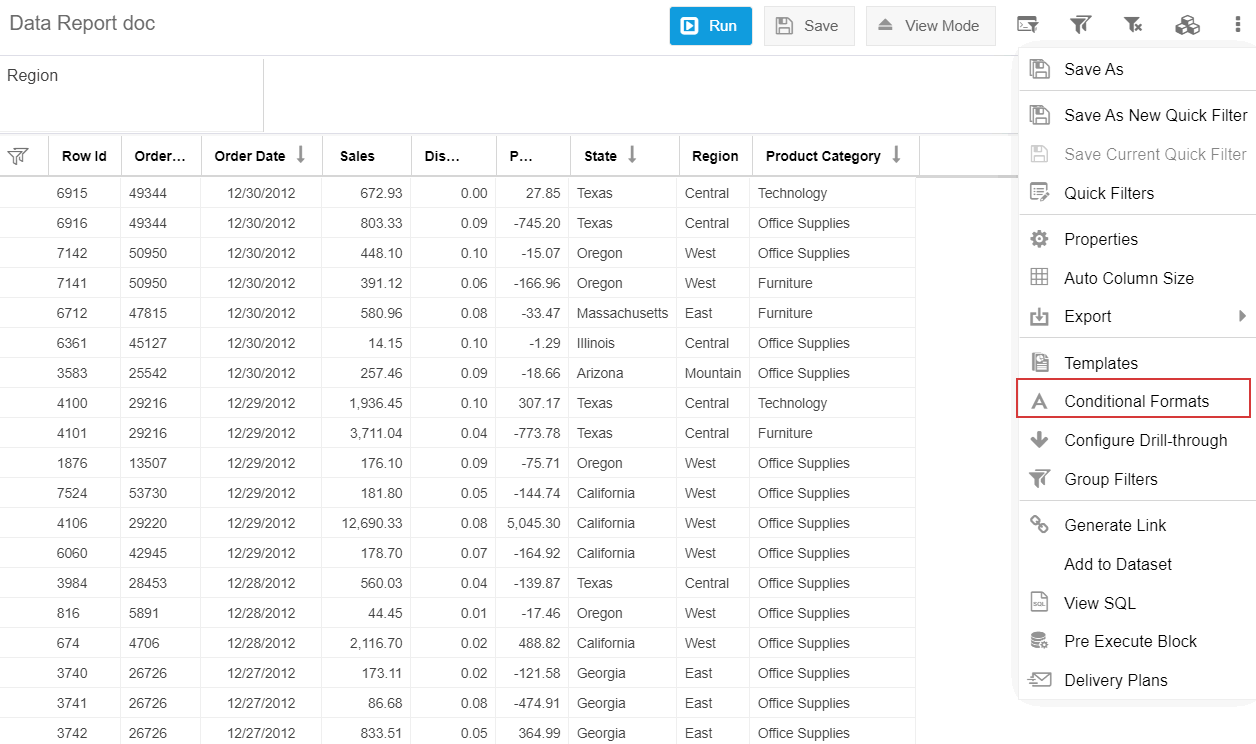 Data Report doc
Run
Save
View Mode
Region
Row Id Order... Order Date Sales Dis... P... State Region Product Category
6915 49344 12/30/2012 672.93 0.00 27.85 Texas Central Technology
6916 49344 12/30/2012 803.33 0.09 -745.20 Texas Central Office Supplies
7142 50950 12/30/2012 448.10 0.10 -15.07 Oregon West Office Supplies
7141 50950 12/30/2012 391.12 0.06 -166.96 Oregon West Furniture
6712 47815 12/30/2012 580.96 0.08 -33.47 Massachusetts East Furniture
6361 45127 12/30/2012 14.15 0.10 -1.29 Illinois Central Office Supplies
3583 25542 12/30/2012 257.46 0.09 -18.66 Arizona Mountain Office Supplies
4100 29216 12/29/2012 1,936.45 0.10 307.17 Texas Central Technology
4101 29216 12/29/2012 3,711.04 0.04 -773.78 Texas Central Furniture
1876 13507 12/29/2012 176.10 0.09 -75.71 Oregon West Office Supplies
7524 53730 12/29/2012 181.80 0.05 -144.74 California West Office Supplies
4106 29220 12/29/2012 12,690.33 0.08 5,045.30 California West Office Supplies
6060 42945 12/29/2012 178.70 0.07 -164.92 California West Office Supplies
3984 28453 12/28/2012 560.03 0.04 -139.87 Texas Central Office Supplies
816 5891 12/28/2012 44.45 0.01 -17.46 Oregon West Office Supplies
674 4706 12/28/2012 2,116.70 0.02 488.82 California West Office Supplies
3740 26726 12/27/2012 173.11 0.02 -121.58 Georgia East Office Supplies
3741 26726 12/27/2012 86.68 0.08 -474.91 Georgia East Office Supplies
3742 26726 12/27/2012 833.51 0.05 364.99 Georgia East Office Supplies
Save As
Save As New Quick Filter
Save Current Quick Filter
Quick Filters
Properties
Auto Column Size
Export
Templates
Conditional Formats
Configure Drill-through
Group Filters
Generate Link
Add to Dataset
SQL View SQL
Pre Execute Block
Delivery Plans